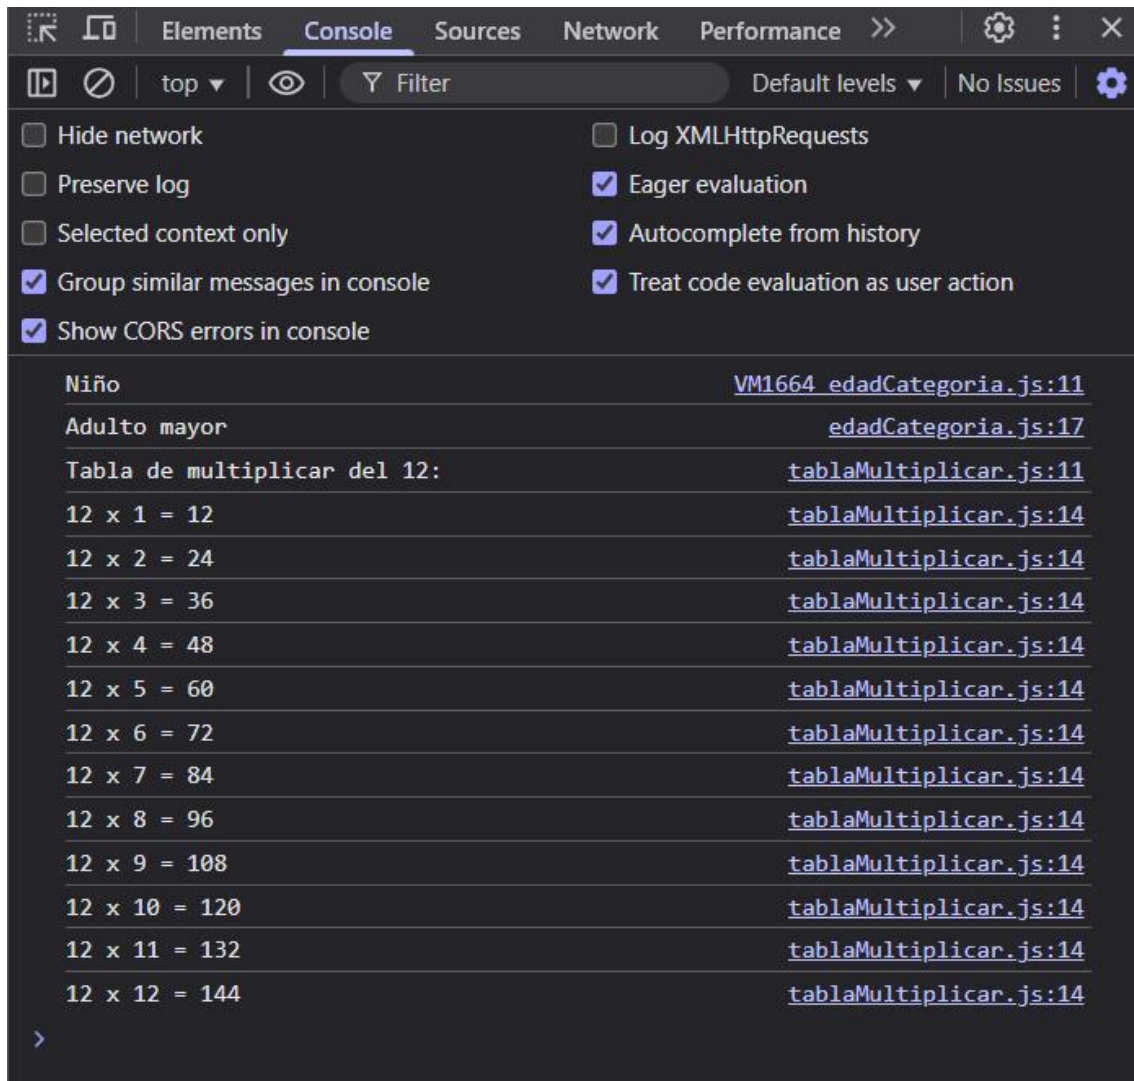 Elements Console Sources Network Performance
top Filter Default levels No Issues
Hide network Log XMLHttpRequests
Preserve log Eager evaluation
Selected context only Autocomplete from history
Group similar messages in console Treat code evaluation as user action
Show CORS errors in console
Niño VM1664 edadCategoria.js:11
Adulto mayor edadCategoria.js:17
Tabla de multiplicar del 12: tablaMultiplicar.js:11
12 x 1 = 12 tablaMultiplicar.js:14
12 x 2 = 24 tablaMultiplicar.js:14
12 x 3 = 36 tablaMultiplicar.js:14
12 x 4 = 48 tablaMultiplicar.js:14
12 x 5 = 60 tablaMultiplicar.js:14
12 x 6 = 72 tablaMultiplicar.js:14
12 x 7 = 84 tablaMultiplicar.js:14
12 x 8 = 96 tablaMultiplicar.js:14
12 x 9 = 108 tablaMultiplicar.js:14
12 x 10 = 120 tablaMultiplicar.js:14
12 x 11 = 132 tablaMultiplicar.js:14
12 x 12 = 144 tablaMultiplicar.js:14